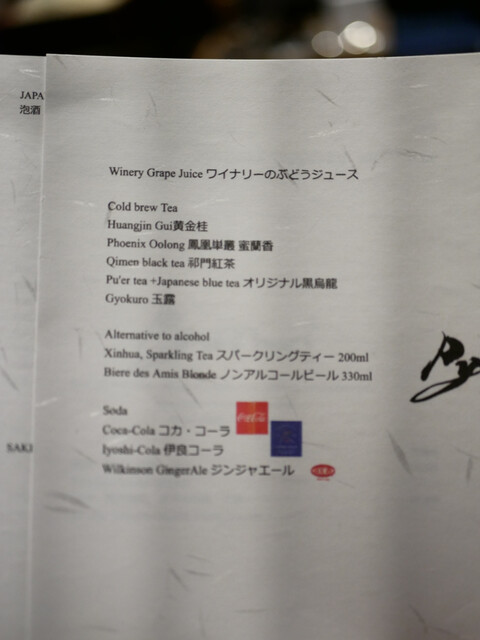 JAPA
泡酒
SAKI
Winery Grape Juice ワイナリーのぶどうジュース
Cold brew Tea
Huangjin Gui黄金桂
Phoenix Oolong 鳳凰単叢 蜜蘭香
Qimen black tea 祁門紅茶
Pu'er tea +Japanese blue tea オリジナル黒烏龍
Gyokuro 玉露
Alternative to alcohol
Xinhua, Sparkling Tea スパークリングティー 200ml
Biere des Amis Blonde ノンアルコールビール 330ml
Soda
Coca-Cola コカ・コーラ
Coca-Cola
Iyoshi-Cola 伊良コーラ
Wilkinson GingerAle ジンジャエール